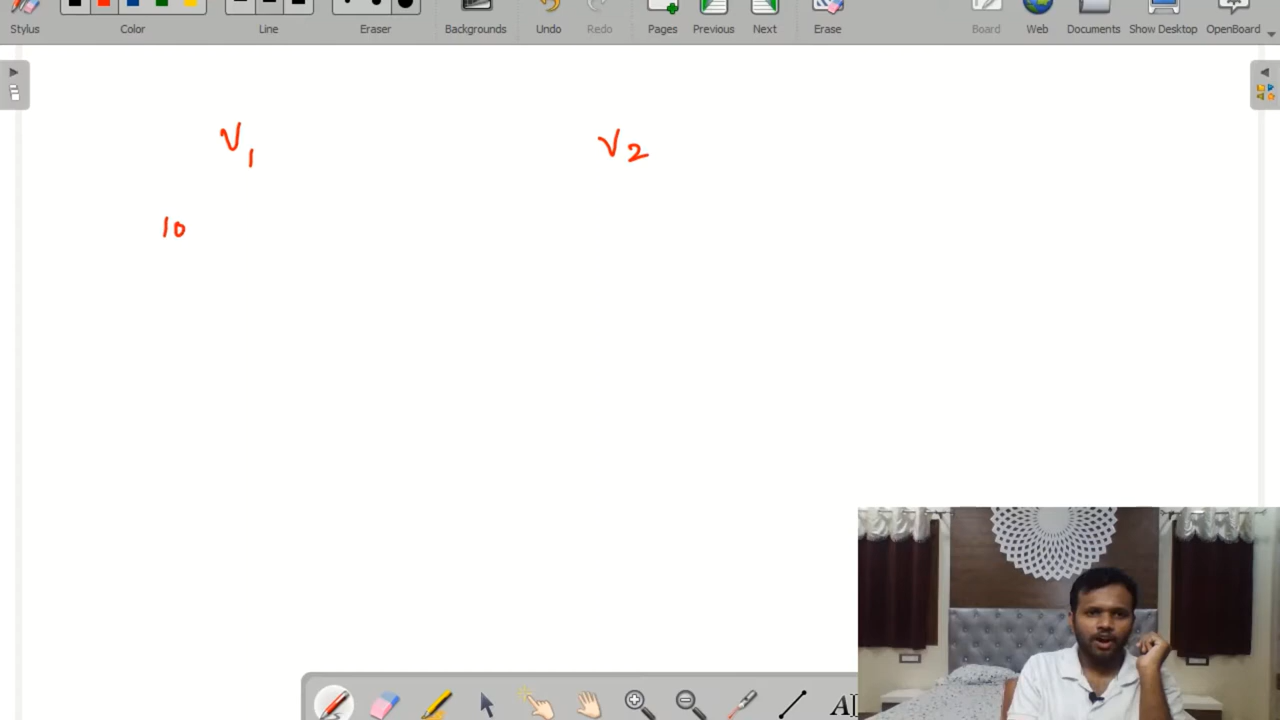 Stylus Color Line Eraser Backgrounds Undo Redo Pages Previous Next Erase Board Web Documents Show Desktop OpenBoard
V1 V2
10
A